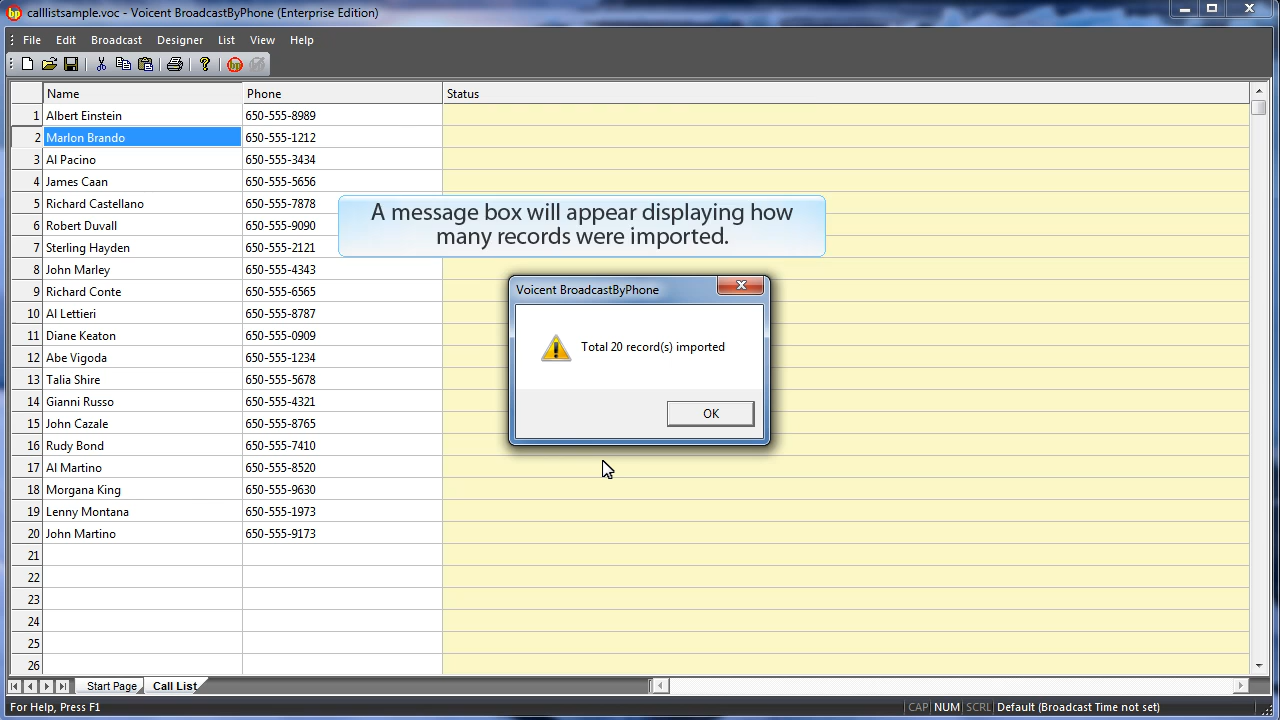 bp calllistsample.voc - Voicent BroadcastByPhone (Enterprise Edition)
File Edit Broadcast Designer List View Help
bp
Name Phone Status
1 Albert Einstein 650-555-8989
2 Marlon Brando 650-555-1212
3 Al Pacino 650-555-3434
4 James Caan 650-555-5656
5 Richard Castellano 650-555-7878
6 Robert Duvall 650-555-9090
7 Sterling Hayden 650-555-2121
8 John Marley 650-555-4343
9 Richard Conte 650-555-6565
10 Al Lettieri 650-555-8787
11 Diane Keaton 650-555-0909
12 Abe Vigoda 650-555-1234
13 Talia Shire 650-555-5678
14 Gianni Russo 650-555-4321
15 John Cazale 650-555-8765
16 Rudy Bond 650-555-7410
17 Al Martino 650-555-8520
18 Morgana King 650-555-9630
19 Lenny Montana 650-555-1973
20 John Martino 650-555-9173
21
22
23
24
25
26
A message box will appear displaying how
many records were imported.
Voicent BroadcastByPhone
Total 20 record(s) imported
OK
Start Page Call List
For Help, Press F1 CAP NUM SCRL Default (Broadcast Time not set)